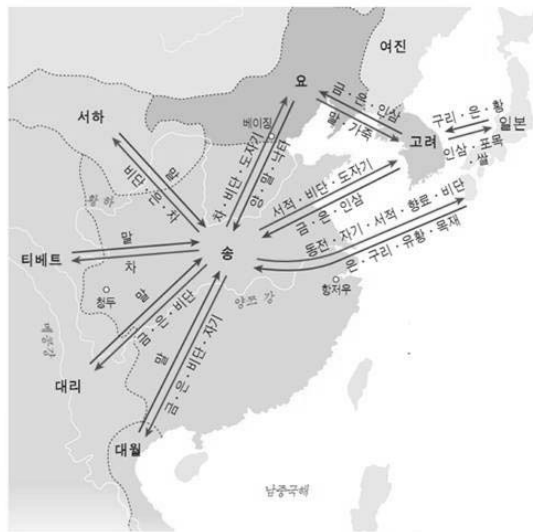 여진
요
금·은·인삼
말·가죽
서하
베이징
고려
구리·은·황
일본
인삼·포목
·쌀
말
비단·은·차
차·비단·도자기
양·말·낙타
황하
서적·비단·도자기
금·은·인삼
동전·자기·서적·향료·비단
은·구리·유황·목재
티베트
말
차
송
청두
양쯔 강
항저우
메콩강
말
금·은·비단
대리
말
금·은·비단·자기
대월
남중국해